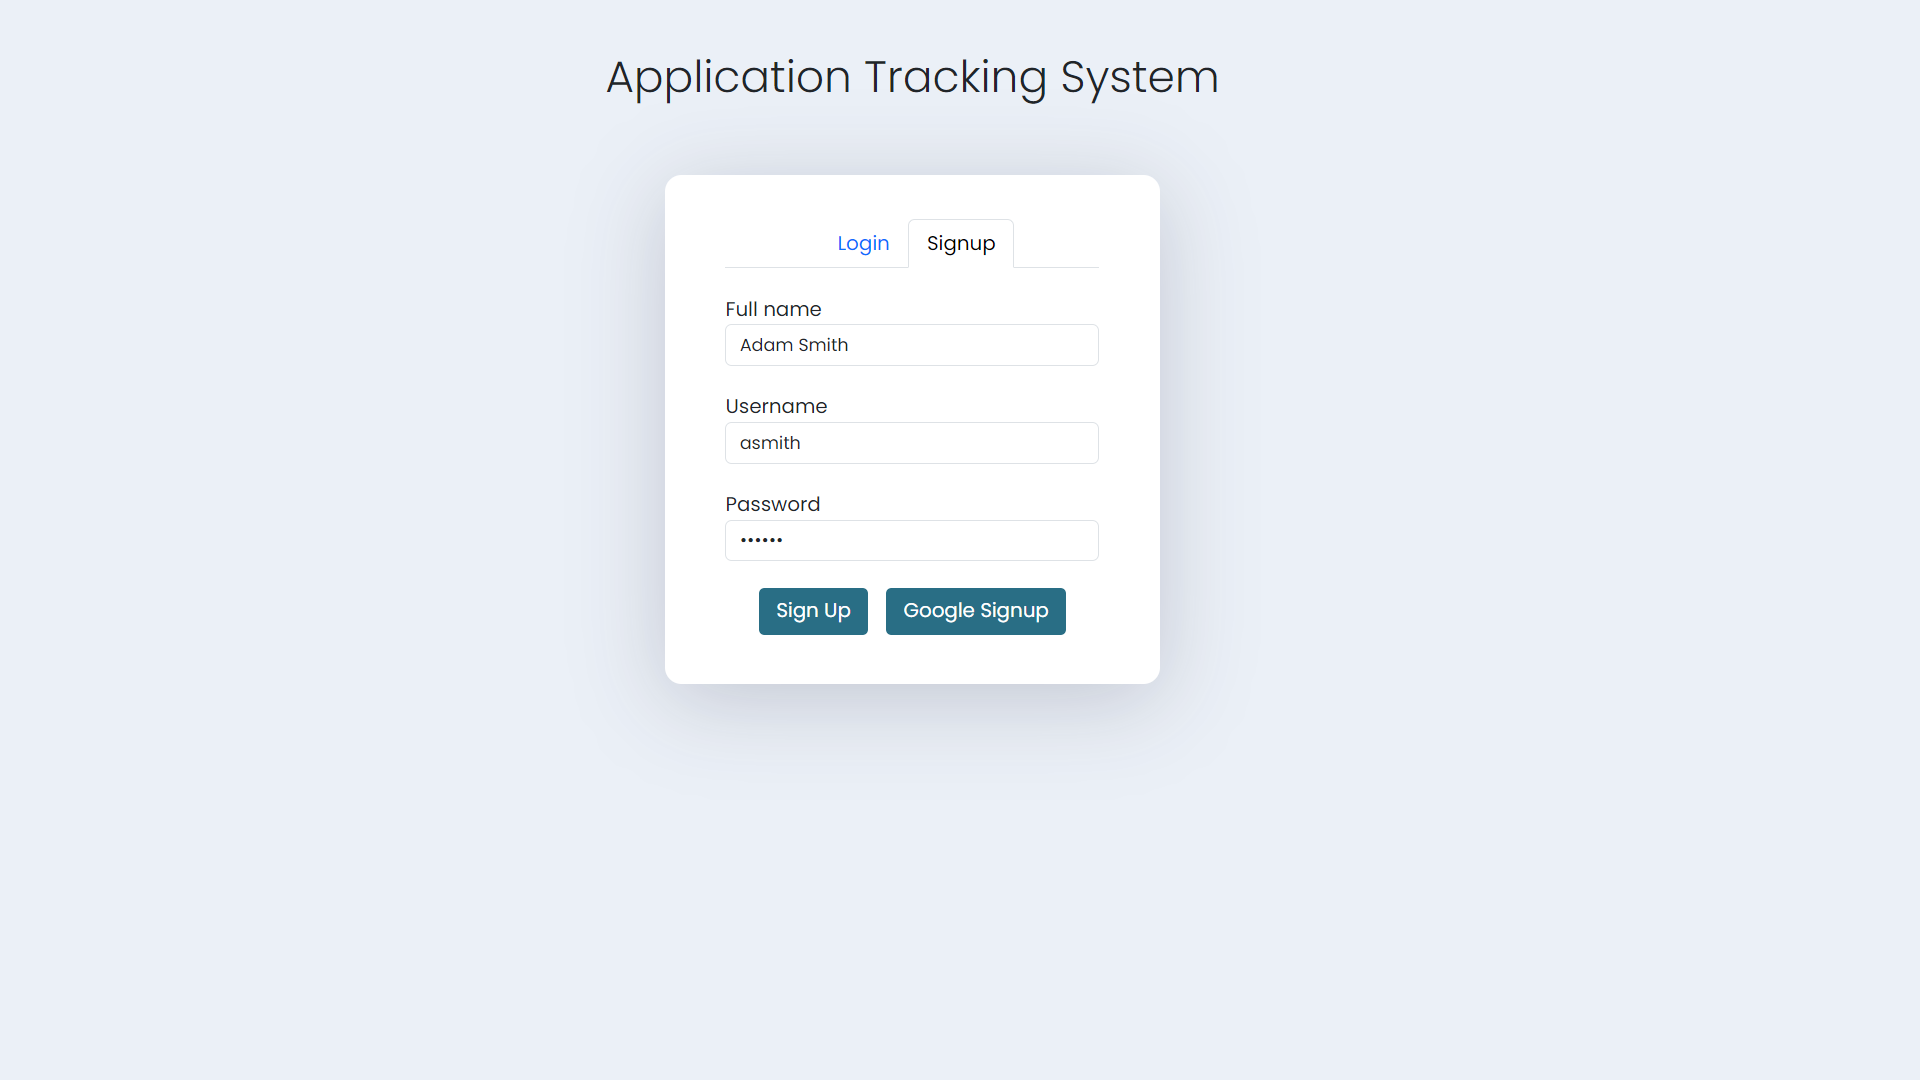 Application Tracking System
Login Signup
Full name
Adam Smith
Username
asmith
Password
••••••
Sign Up Google Signup